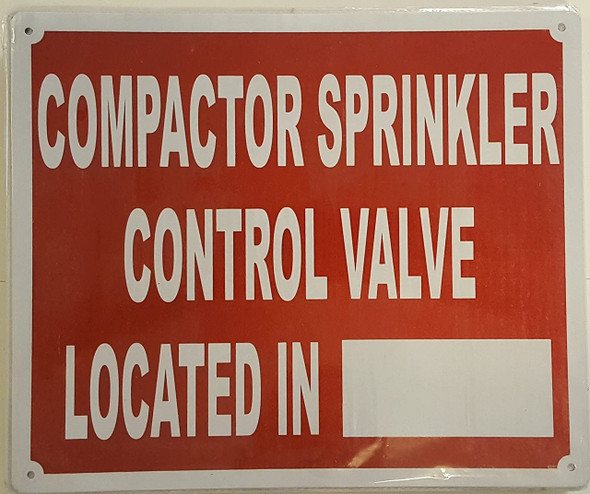 COMPACTOR SPRINKLER
CONTROL VALVE
LOCATED IN